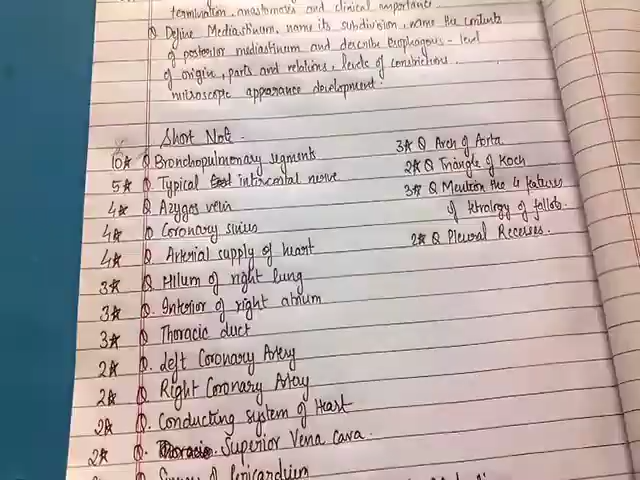 termination, anastomoses and clinical importance.
Q Define Mediastinum, name its subdivision, name the contents
of posterior mediastinum and describe Esophagous - level
of origin, parts and relations, levels of constrictions.
microscopic apparance development.
Short Note -
10☆ Q Bronchopulmonary segments
5☆ Q Typical intercostal nerve
4☆ Q Azygos vein
4☆ Q Coronary sinus
4☆ Q Arterial supply of heart
3☆ Q Hilum of right lung
3☆ Q. Interior of right atrium
3☆ Q Thoracic duct
2☆ Q. Left Coronary Artery
2☆ Q. Right Coronary Artery
2☆ Q. Conducting system of Heart
2☆ Q. Superior Vena cava.
of Pericardium
3☆ Q Arch of Aorta
2☆ Q Triangle of Koch
3☆ Q Mention the 4 features
of tetralogy of fallots.
2☆ Q Pleural Recesses.